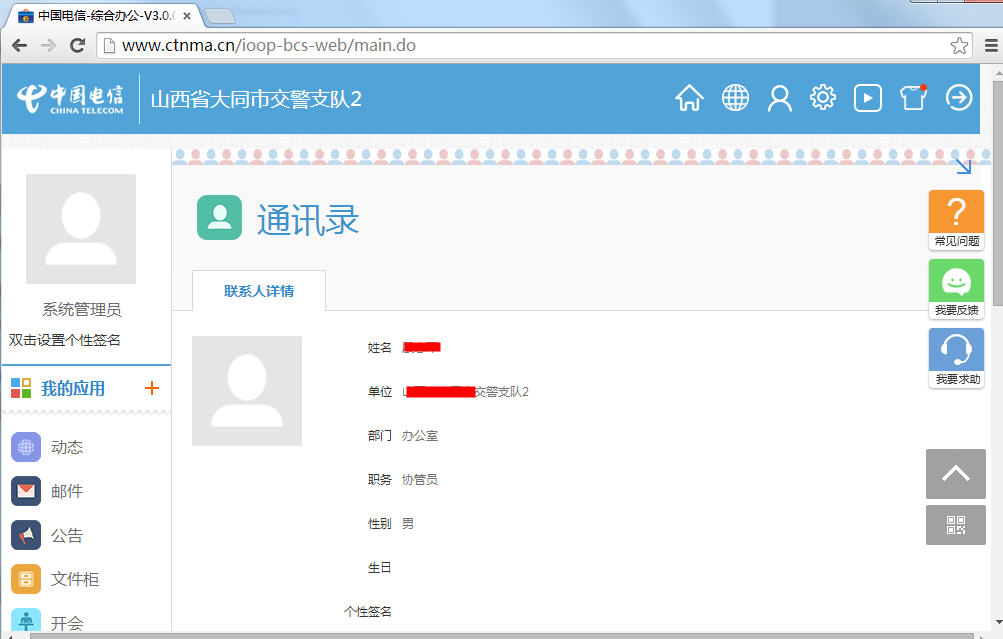 中国电信-综合办公-V3.0.
www.ctnma.cn/ioop-bcs-web/main.do
中国电信
CHINA TELECOM
山西省大同市交警支队2
通讯录
联系人详情
系统管理员
双击设置个性签名
我的应用
动态
邮件
公告
文件柜
开会
姓名
单位 交警支队2
部门 办公室
职务 协管员
性别 男
生日
个性签名
常见问题
我要反馈
我要求助